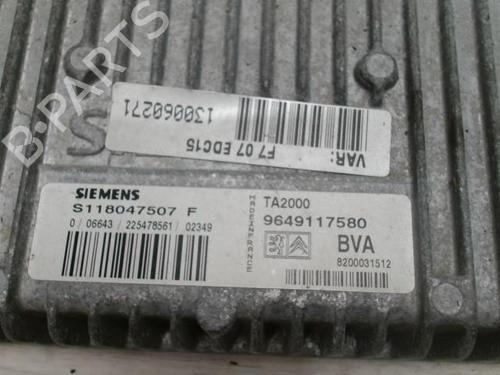 B-PARTS
S
130060271
VAR:
F7 07 EDC15
SIEMENS
S118047507 F
0 / 06643 / 225478561 / 02349
MADE IN FRANCE
TA2000
9649117580
BVA
8200031512